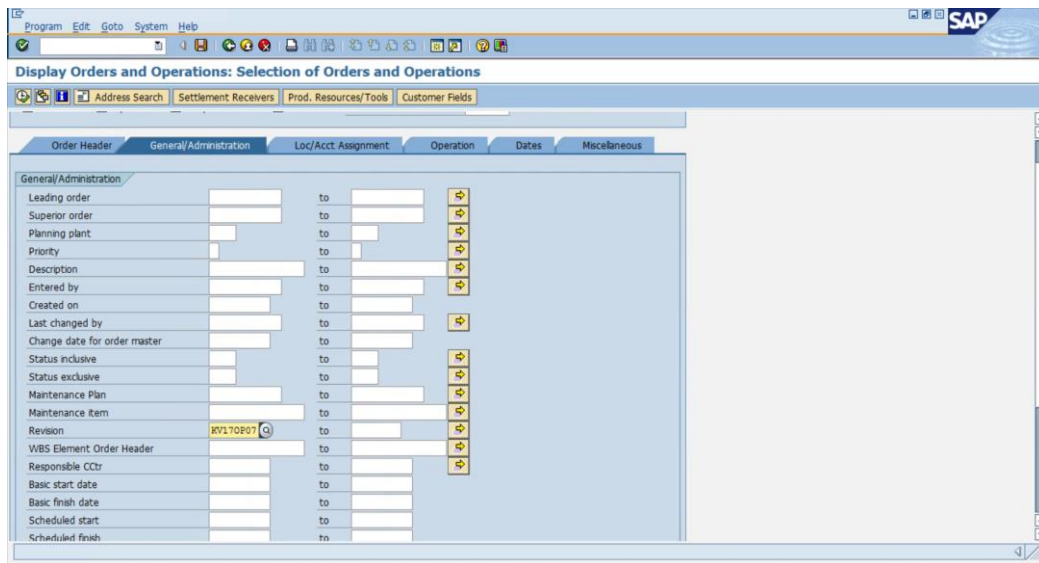 Program Edit Goto System Help
SAP
Display Orders and Operations: Selection of Orders and Operations
Address Search Settlement Receivers Prod. Resources/Tools Customer Fields
Order Header General/Administration Loc/Acct Assignment Operation Dates Miscellaneous
General/Administration
Leading order to
Superior order to
Planning plant to
Priority to
Description to
Entered by to
Created on to
Last changed by to
Change date for order master to
Status inclusive to
Status exclusive to
Maintenance Plan to
Maintenance item to
Revision KV17OP07 to
WBS Element Order Header to
Responsible CCtr to
Basic start date to
Basic finish date to
Scheduled start to
Scheduled finish to